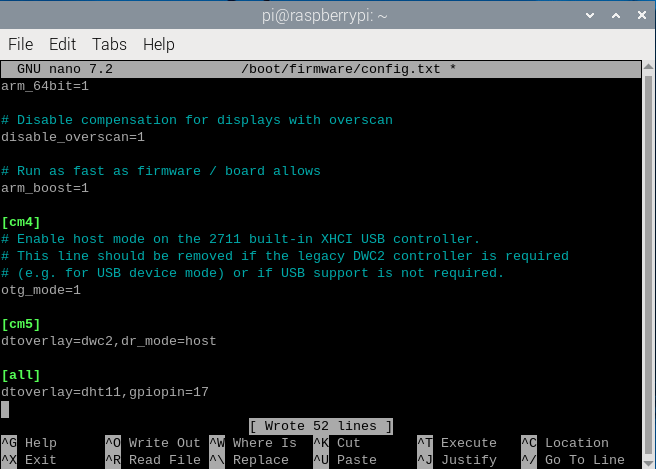 pi@raspberrypi: ~
File Edit Tabs Help
GNU nano 7.2 /boot/firmware/config.txt *
arm_64bit=1
# Disable compensation for displays with overscan
disable_overscan=1
# Run as fast as firmware / board allows
arm_boost=1
[cm4]
# Enable host mode on the 2711 built-in XHCI USB controller.
# This line should be removed if the legacy DWC2 controller is required
# (e.g. for USB device mode) or if USB support is not required.
otg_mode=1
[cm5]
dtoverlay=dwc2,dr_mode=host
[all]
dtoverlay=dht11,gpiopin=17
[ Wrote 52 lines ]
^G Help ^O Write Out ^W Where Is ^K Cut ^T Execute ^C Location
^X Exit ^R Read File ^\ Replace ^U Paste ^J Justify ^/ Go To Line